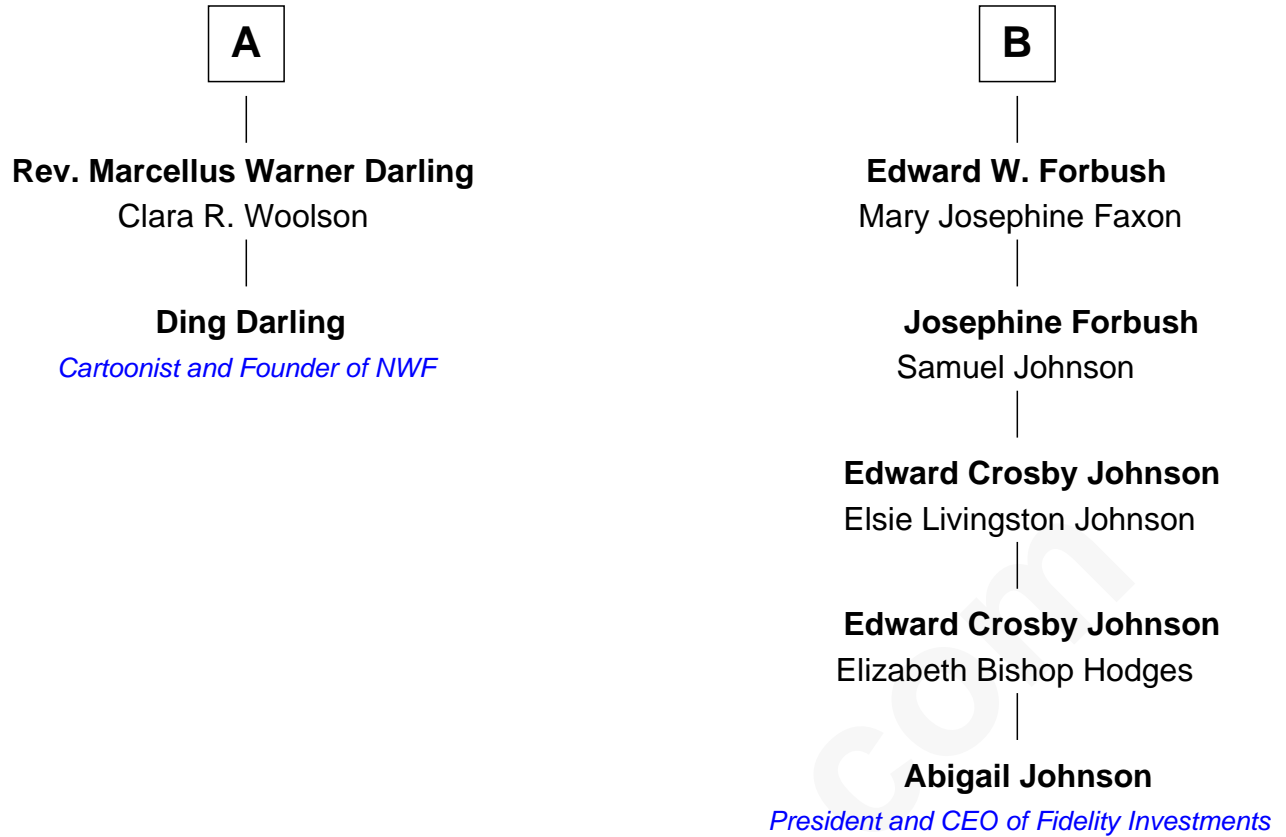 A
Rev. Marcellus Warner Darling
Clara R. Woolson
Ding Darling
Cartoonist and Founder of NWF
B
Edward W. Forbush
Mary Josephine Faxon
Josephine Forbush
Samuel Johnson
Edward Crosby Johnson
Elsie Livingston Johnson
Edward Crosby Johnson
Elizabeth Bishop Hodges
Abigail Johnson
President and CEO of Fidelity Investments
com